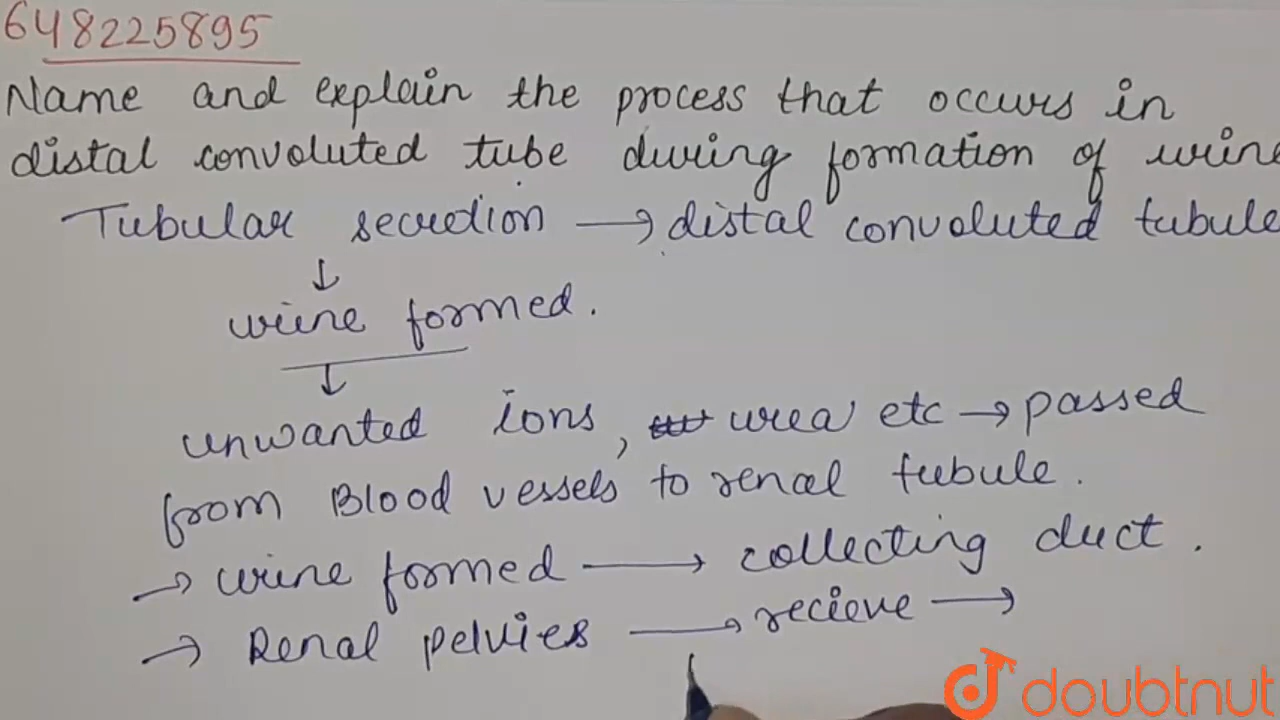 648225895
Name and explain the process that occurs in
distal convoluted tube during formation of urine
Tubular secretion → distal convoluted tubule
↓
urine formed.
↓
unwanted ions, urea etc → passed
from Blood vessels to renal tubule.
→ urine formed → collecting duct.
→ Renal pelvies → recieve →
doubtnut